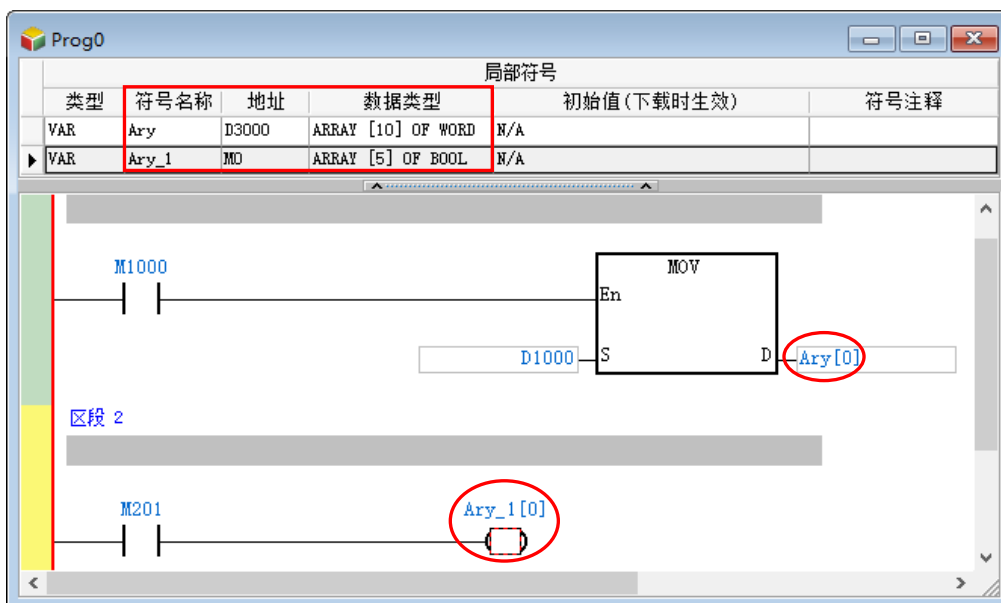 Prog0
局部符号
类型 符号名称 地址 数据类型 初始值(下载时生效) 符号注释
VAR Ary D3000 ARRAY [10] OF WORD N/A
VAR Ary_1 M0 ARRAY [5] OF BOOL N/A
M1000 MOV
En
D1000 S D Ary[0]
区段 2
M201 Ary_1[0]